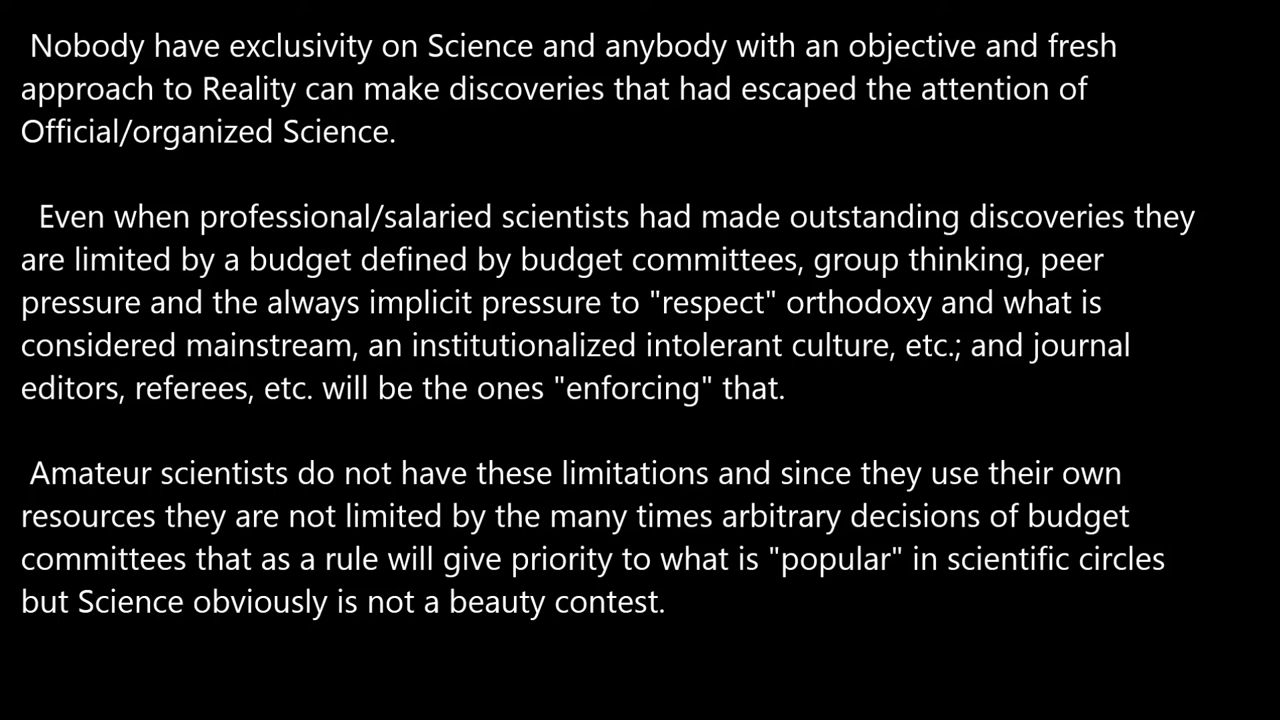 Nobody have exclusivity on Science and anybody with an objective and fresh
approach to Reality can make discoveries that had escaped the attention of
Official/organized Science.
Even when professional/salaried scientists had made outstanding discoveries they
are limited by a budget defined by budget committees, group thinking, peer
pressure and the always implicit pressure to "respect" orthodoxy and what is
considered mainstream, an institutionalized intolerant culture, etc.; and journal
editors, referees, etc. will be the ones "enforcing" that.
Amateur scientists do not have these limitations and since they use their own
resources they are not limited by the many times arbitrary decisions of budget
committees that as a rule will give priority to what is "popular" in scientific circles
but Science obviously is not a beauty contest.